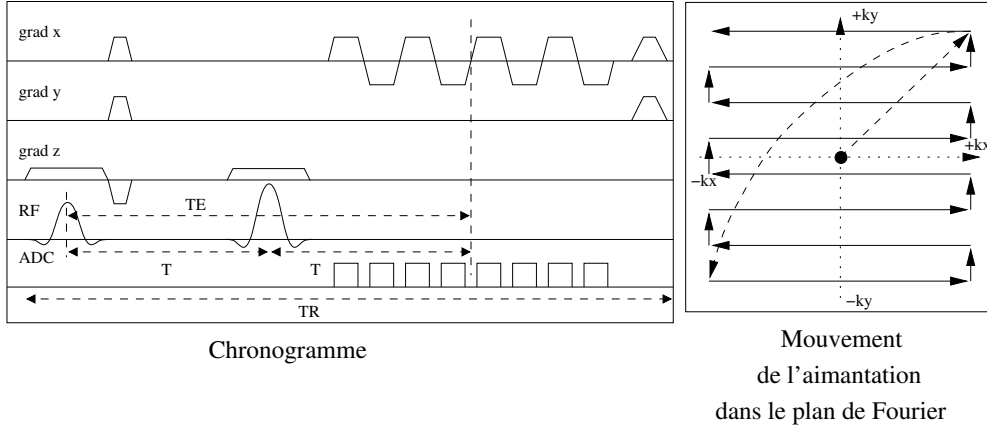 grad x
grad y
grad z
RF
TE
ADC
T
T
TR
Chronogramme
+ky
+kx
−kx
−ky
Mouvement
de l'aimantation
dans le plan de Fourier